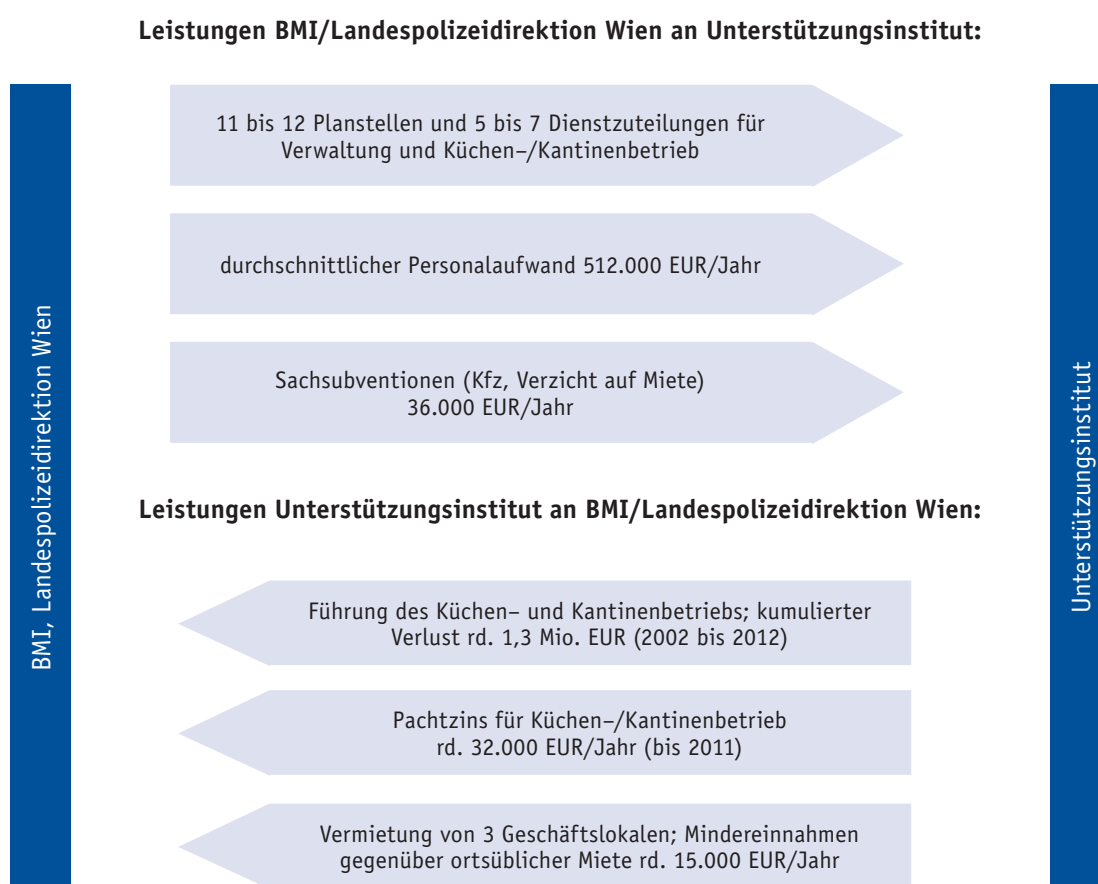 Leistungen BMI/Landespolizeidirektion Wien an Unterstützungsinstitut:
BMI, Landespolizeidirektion Wien
11 bis 12 Planstellen und 5 bis 7 Dienstzuteilungen für
Verwaltung und Küchen–/Kantinenbetrieb
durchschnittlicher Personalaufwand 512.000 EUR/Jahr
Sachsubventionen (Kfz, Verzicht auf Miete)
36.000 EUR/Jahr
Leistungen Unterstützungsinstitut an BMI/Landespolizeidirektion Wien:
Führung des Küchen– und Kantinenbetriebs; kumulierter
Verlust rd. 1,3 Mio. EUR (2002 bis 2012)
Pachtzins für Küchen–/Kantinenbetrieb
rd. 32.000 EUR/Jahr (bis 2011)
Vermietung von 3 Geschäftslokalen; Mindereinnahmen
gegenüber ortsüblicher Miete rd. 15.000 EUR/Jahr
Unterstützungsinstitut